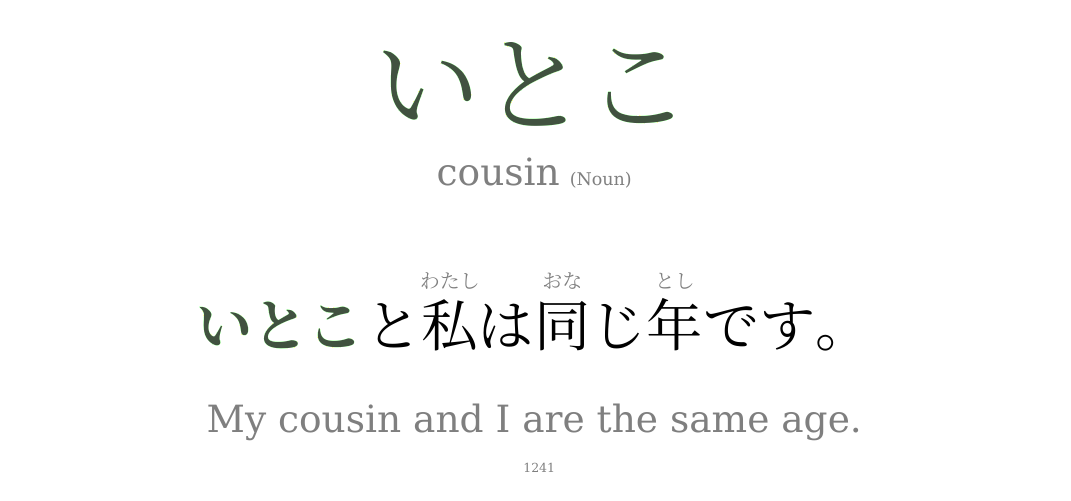 いとこ
cousin (Noun)
わたし おな とし
いとこと私は同じ年です。
My cousin and I are the same age.
1241